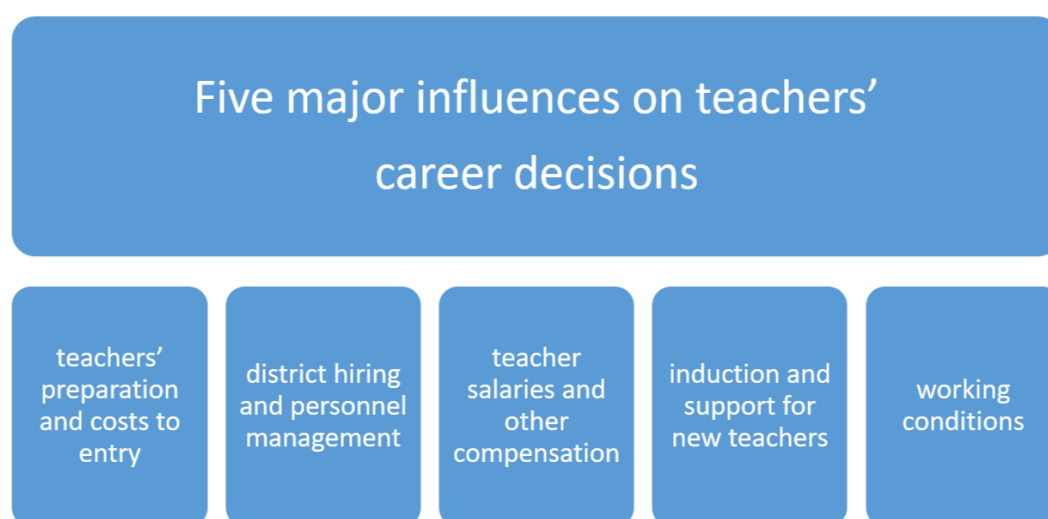 Five major influences on teachers’
career decisions
teachers’
preparation
and costs to
entry
district hiring
and personnel
management
teacher
salaries and
other
compensation
induction and
support for
new teachers
working
conditions